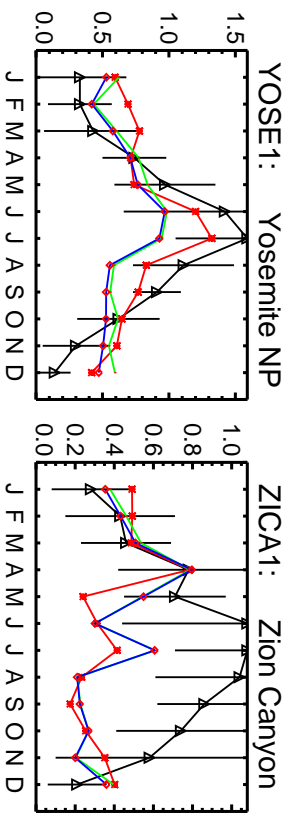 YOSE1: Yosemite NP
0.0 0.5 1.0 1.5
J F M A M J J A S O N D
ZICA1: Zion Canyon
0.0 0.2 0.4 0.6 0.8 1.0
J F M A M J J A S O N D